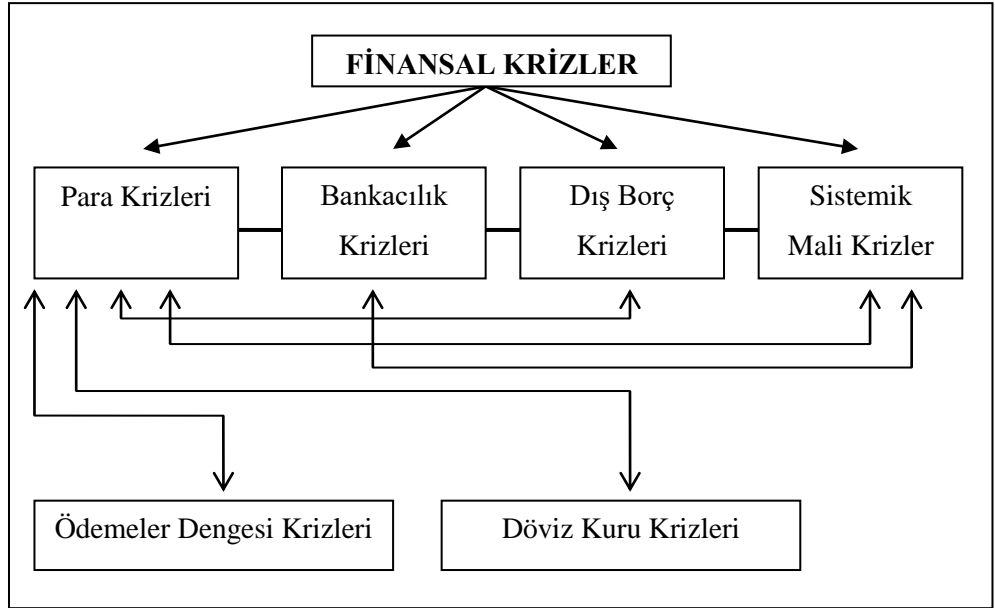 FİNANSAL KRİZLER
Para Krizleri
Bankacılık
Krizleri
Dış Borç
Krizleri
Sistemik
Mali Krizler
Ödemeler Dengesi Krizleri
Döviz Kuru Krizleri